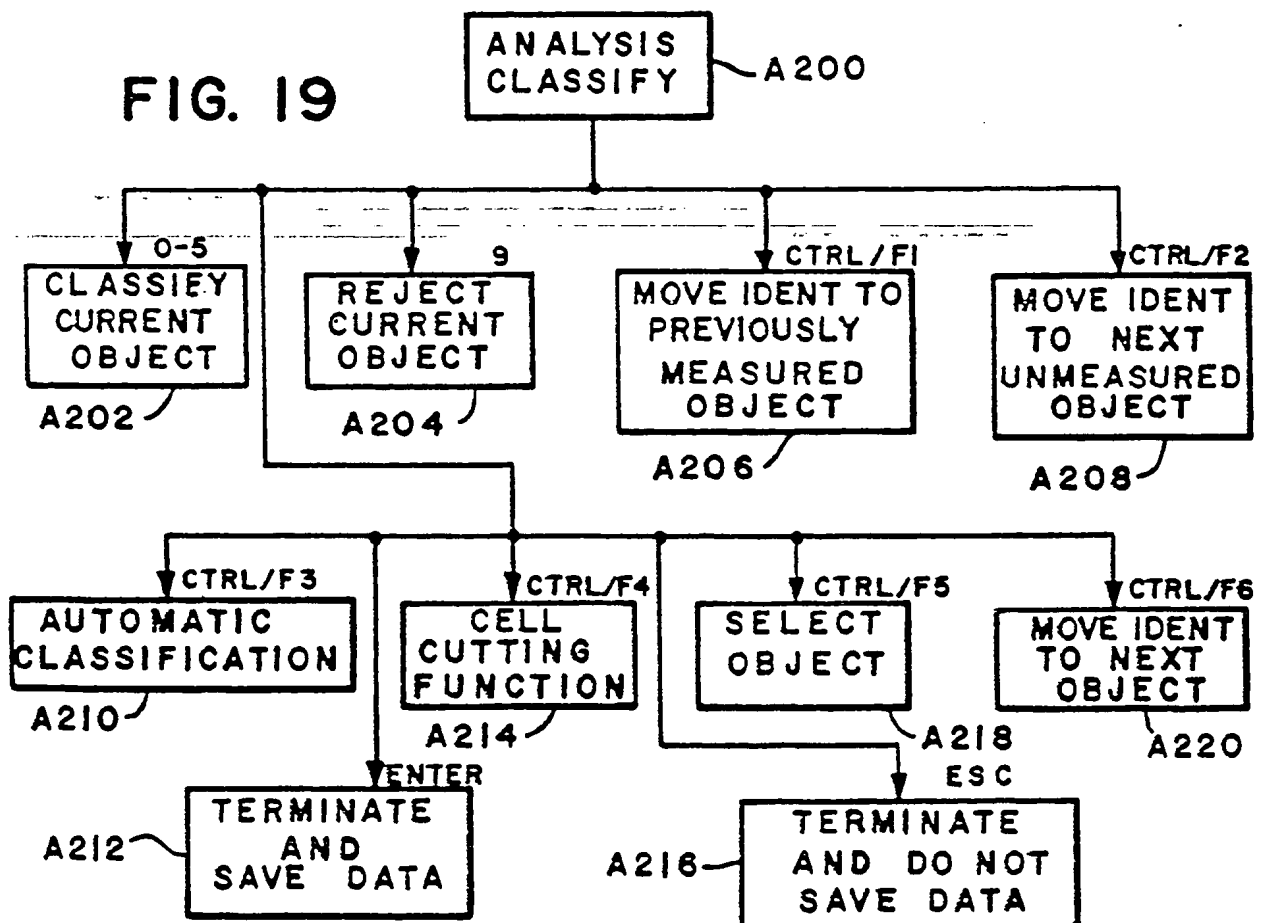 FIG. 19
ANALYSIS
CLASSIFY
A200
0-5
CLASSIFY
CURRENT
OBJECT
A202
9
REJECT
CURRENT
OBJECT
A204
CTRL/F1
MOVE IDENT TO
PREVIOUSLY
MEASURED
OBJECT
A206
CTRL/F2
MOVE IDENT
TO NEXT
UNMEASURED
OBJECT
A208
CTRL/F3
AUTOMATIC
CLASSIFICATION
A210
CTRL/F4
CELL
CUTTING
FUNCTION
A214
CTRL/F5
SELECT
OBJECT
A218
CTRL/F6
MOVE IDENT
TO NEXT
OBJECT
A220
ENTER
TERMINATE
AND
SAVE DATA
A212
ESC
TERMINATE
AND DO NOT
SAVE DATA
A216